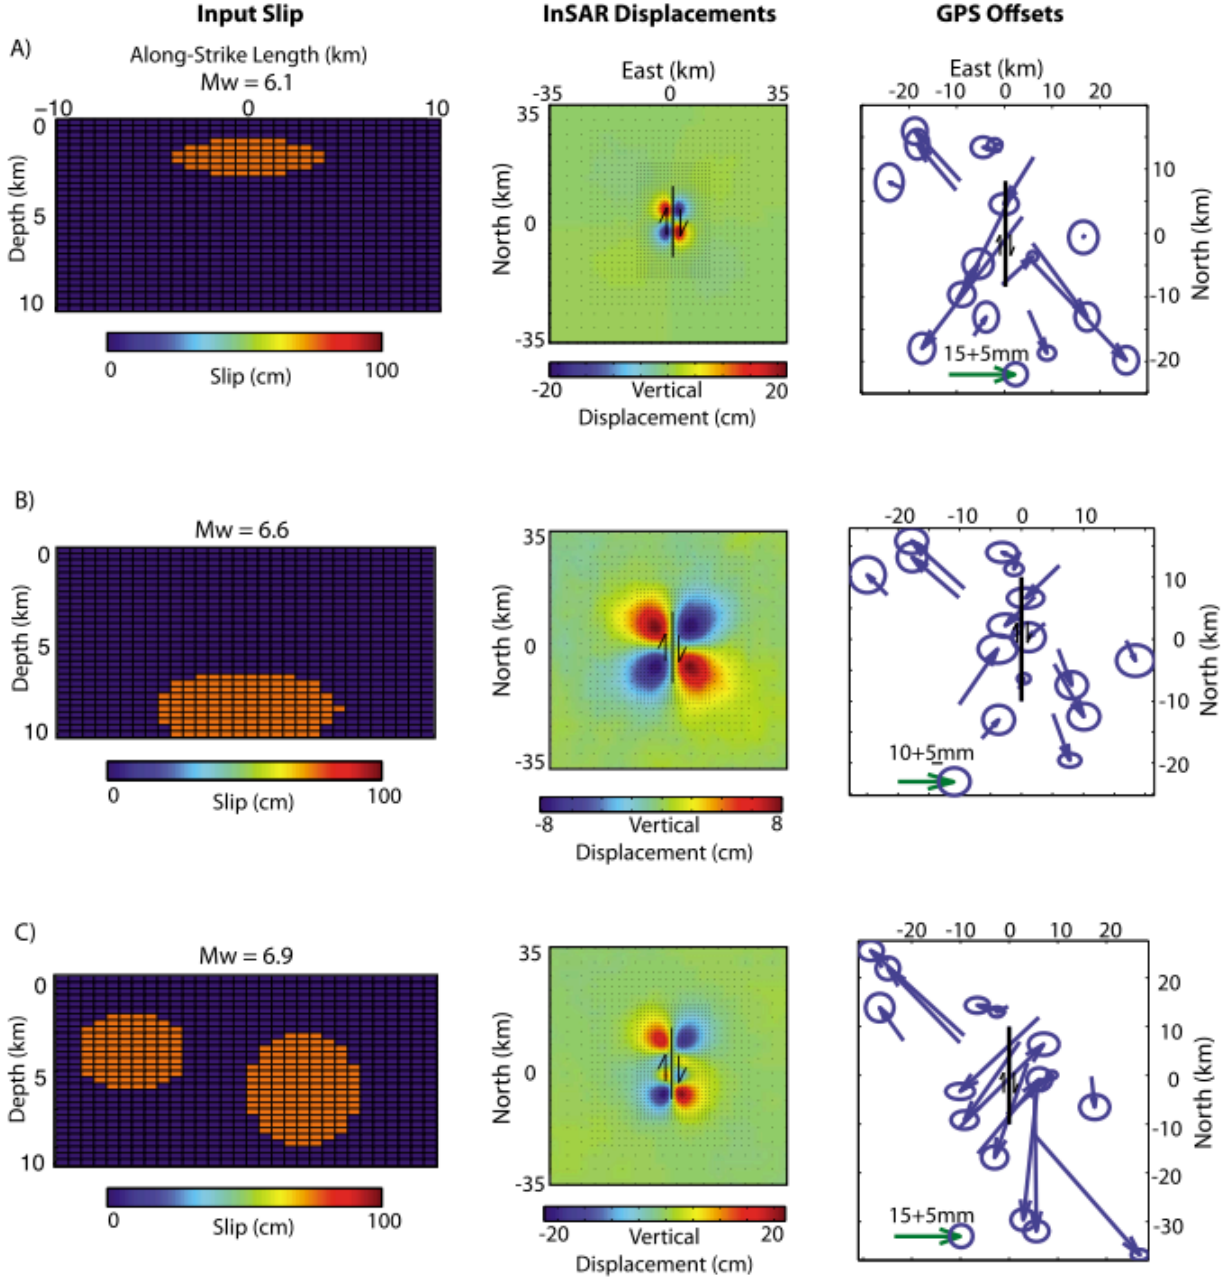 Input Slip
InSAR Displacements
GPS Offsets
A)
Along-Strike Length (km)
Mw = 6.1
-10 0 10
0
5
10
Depth (km)
0 100
Slip (cm)
East (km)
-35 0 35
35
0
-35
North (km)
-20 Vertical 20
Displacement (cm)
East (km)
-20 -10 0 10 20
10
0
-10
-20
North (km)
15+5mm
B)
Mw = 6.6
0
5
10
Depth (km)
0 100
Slip (cm)
35
0
-35
North (km)
-8 Vertical 8
Displacement (cm)
-20 -10 0 10
10
0
-10
-20
North (km)
10+5mm
C)
Mw = 6.9
0
5
10
Depth (km)
0 100
Slip (cm)
35
0
-35
North (km)
-20 Vertical 20
Displacement (cm)
-20 -10 0 10 20
20
10
0
-10
-20
-30
North (km)
15+5mm